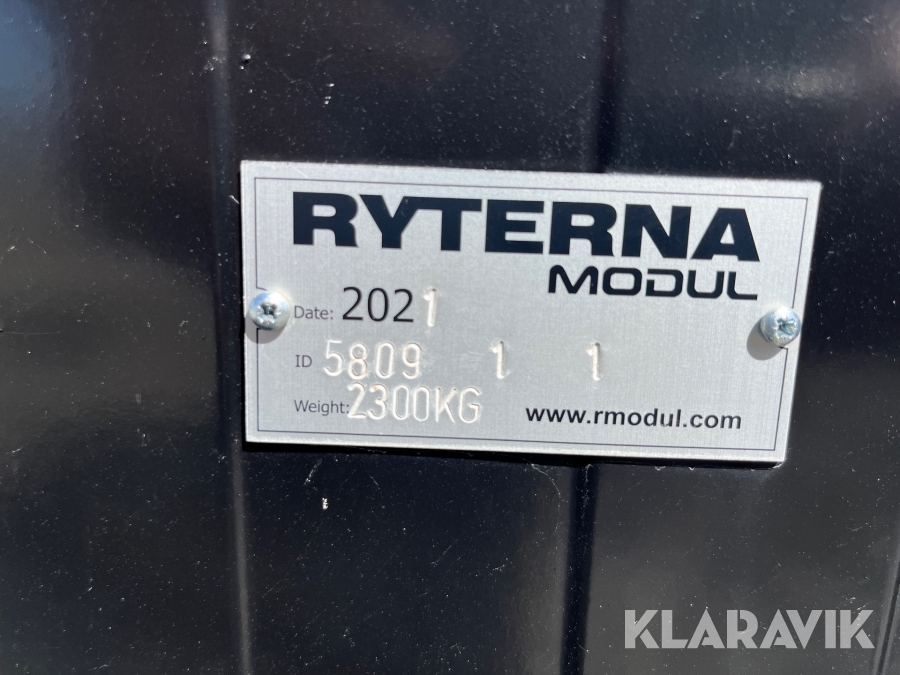 RYTERNA
MODUL
Date: 2021
ID 5809 1 1
Weight: 2300KG
www.rmodul.com
KLARAVIK